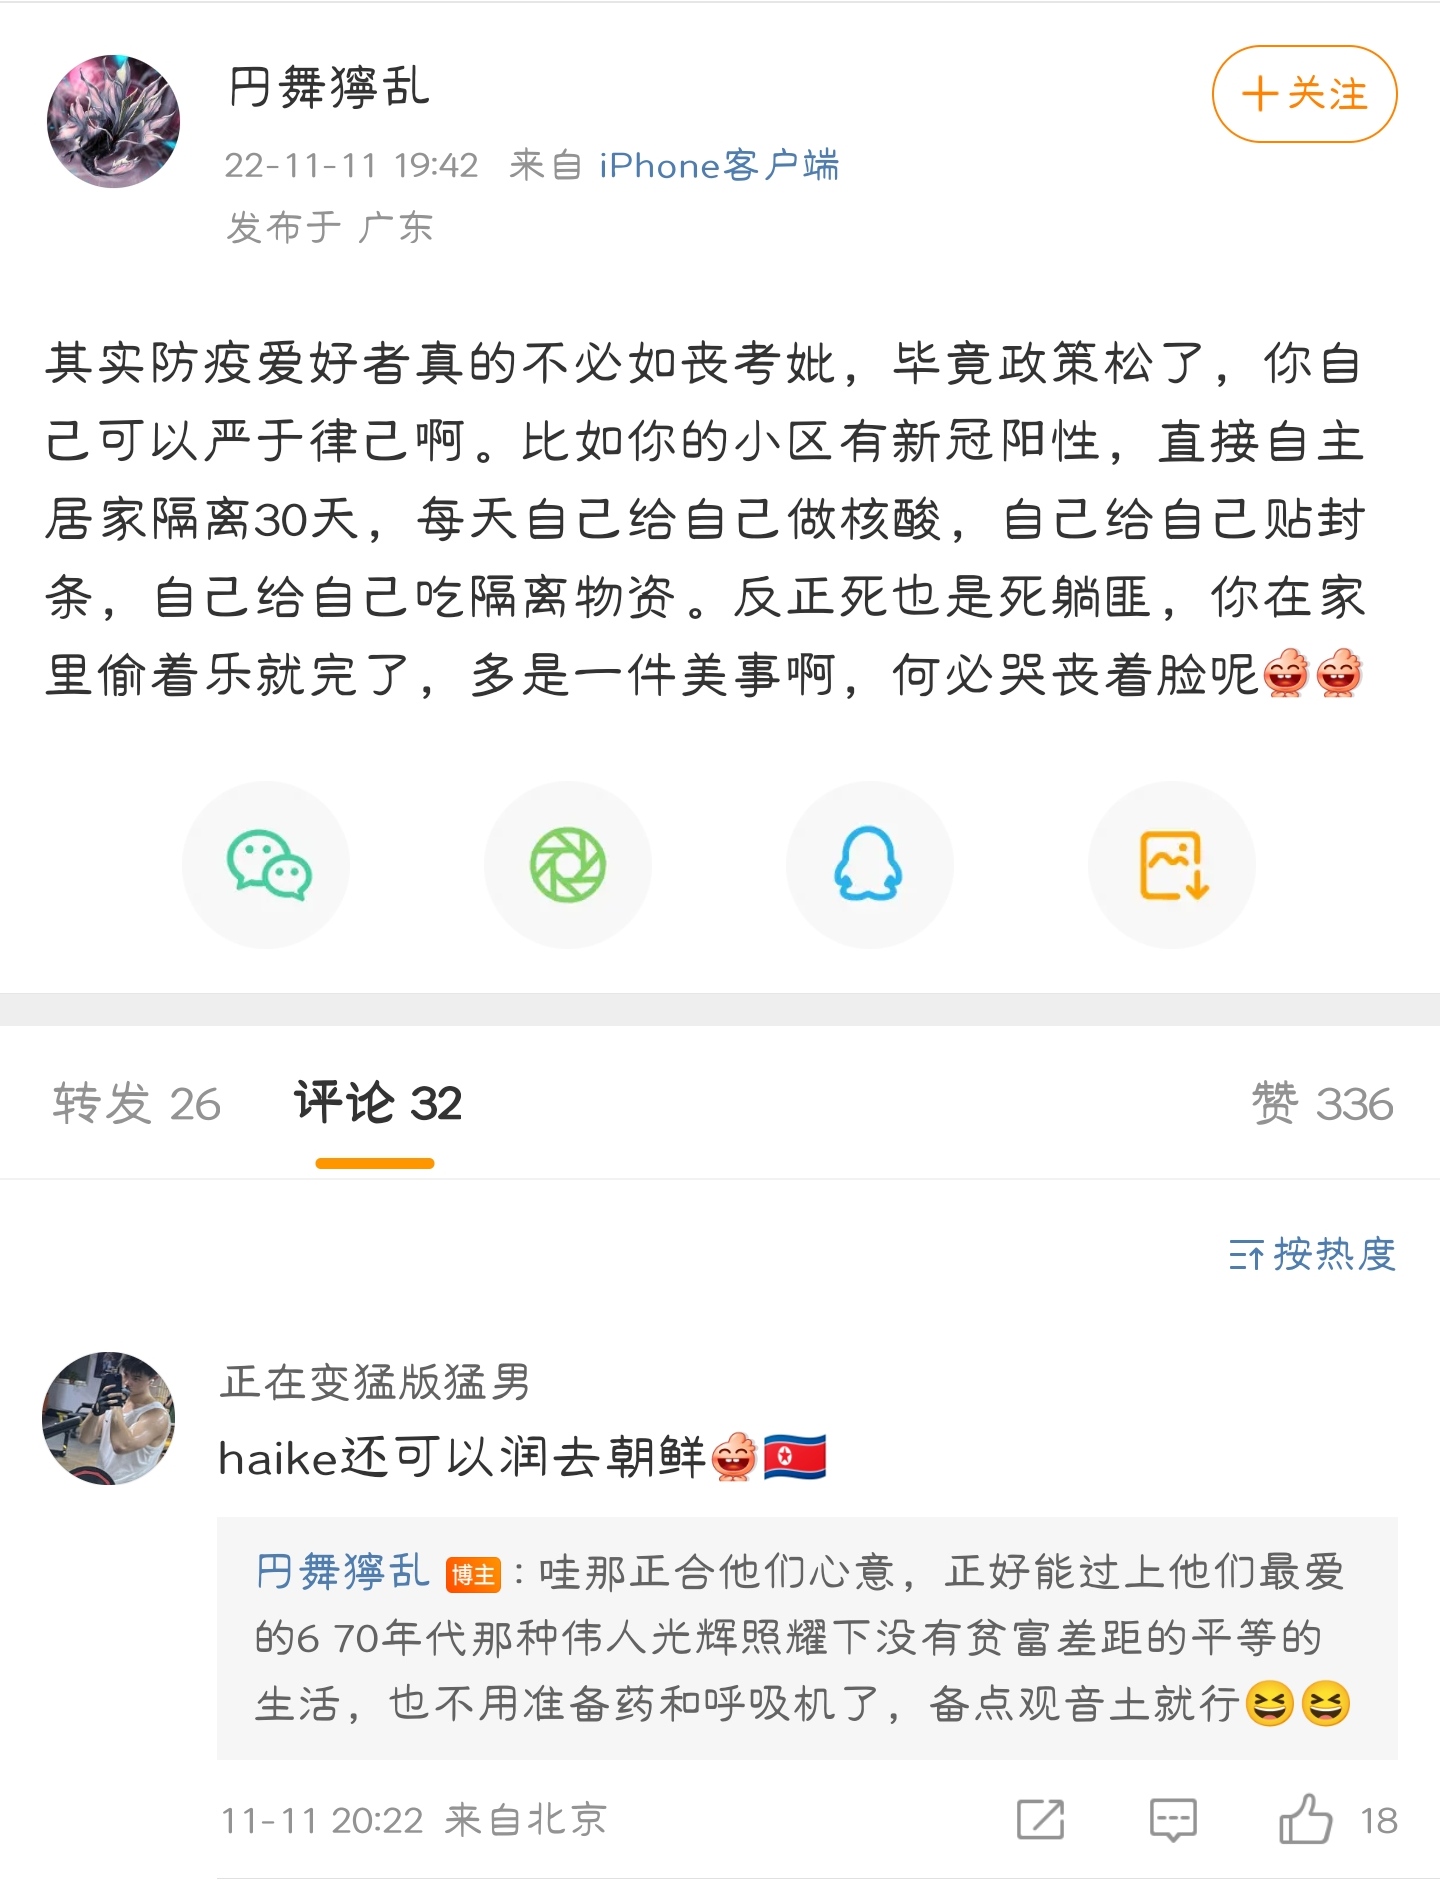 円舞獰乱
22-11-11 19:42 来自 iPhone客户端
发布于 广东
+关注
其实防疫爱好者真的不必如丧考妣，毕竟政策松了，你自
己可以严于律己啊。比如你的小区有新冠阳性，直接自主
居家隔离30天，每天自己给自己做核酸，自己给自己贴封
条，自己给自己吃隔离物资。反正死也是死躺匪，你在家
里偷着乐就完了，多是一件美事啊，何必哭丧着脸呢
转发 26
评论 32
赞 336
按热度
正在变猛版猛男
haike还可以润去朝鲜
円舞獰乱 博主：哇那正合他们心意，正好能过上他们最爱
的6 70年代那种伟人光辉照耀下没有贫富差距的平等的
生活，也不用准备药和呼吸机了，备点观音土就行
11-11 20:22 来自北京
18